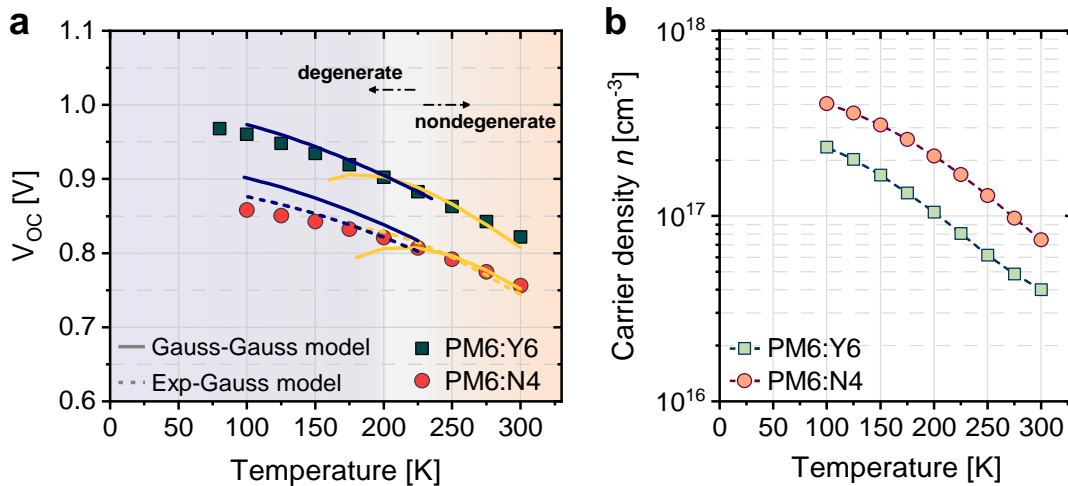 a
1.1
1.0
0.9
0.8
0.7
0.6
V_OC [V]
degenerate
nondegenerate
Gauss-Gauss model
Exp-Gauss model
PM6:Y6
PM6:N4
0 50 100 150 200 250 300
Temperature [K]
b
10^18
10^17
10^16
Carrier density n [cm^-3]
PM6:Y6
PM6:N4
0 50 100 150 200 250 300
Temperature [K]